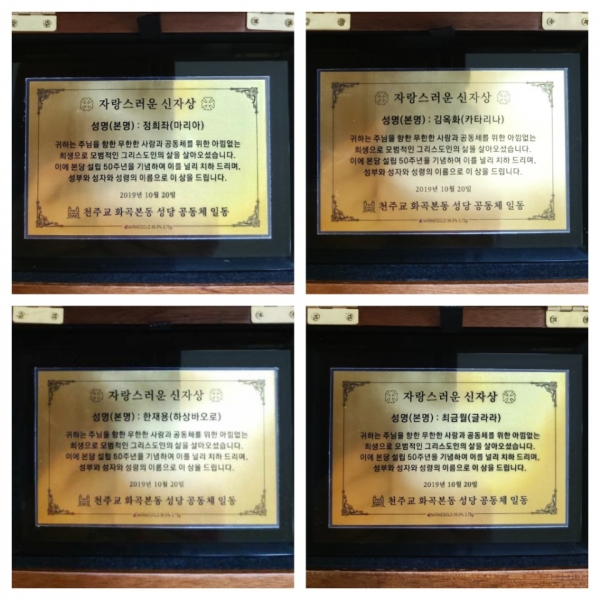 자랑스러운 신자상
성명(본명) : 정희좌(마리아)
귀하는 주님을 향한 무한한 사람과 공동체를 위한 아낌없는
희생으로 모범적인 그리스도인의 삶을 살아오셨습니다.
이에 본당 설립 50주년을 기념하여 이를 널리 치하 드리며,
성부와 성자와 성령의 이름으로 이 상을 드립니다.
2019년 10월 20일
천주교 화곡본동 성당 공동체 일동
자랑스러운 신자상
성명(본명) : 김옥화(카타리나)
귀하는 주님을 향한 무한한 사람과 공동체를 위한 아낌없는
희생으로 모범적인 그리스도인의 삶을 살아오셨습니다.
이에 본당 설립 50주년을 기념하여 이를 널리 치하 드리며,
성부와 성자와 성령의 이름으로 이 상을 드립니다.
2019년 10월 20일
천주교 화곡본동 성당 공동체 일동
자랑스러운 신자상
성명(본명) : 한재용(하상바오로)
귀하는 주님을 향한 무한한 사람과 공동체를 위한 아낌없는
희생으로 모범적인 그리스도인의 삶을 살아오셨습니다.
이에 본당 설립 50주년을 기념하여 이를 널리 치하 드리며,
성부와 성자와 성령의 이름으로 이 상을 드립니다.
2019년 10월 20일
천주교 화곡본동 성당 공동체 일동
자랑스러운 신자상
성명(본명) : 최금월(글라라)
귀하는 주님을 향한 무한한 사람과 공동체를 위한 아낌없는
희생으로 모범적인 그리스도인의 삶을 살아오셨습니다.
이에 본당 설립 50주년을 기념하여 이를 널리 치하 드리며,
성부와 성자와 성령의 이름으로 이 상을 드립니다.
2019년 10월 20일
천주교 화곡본동 성당 공동체 일동